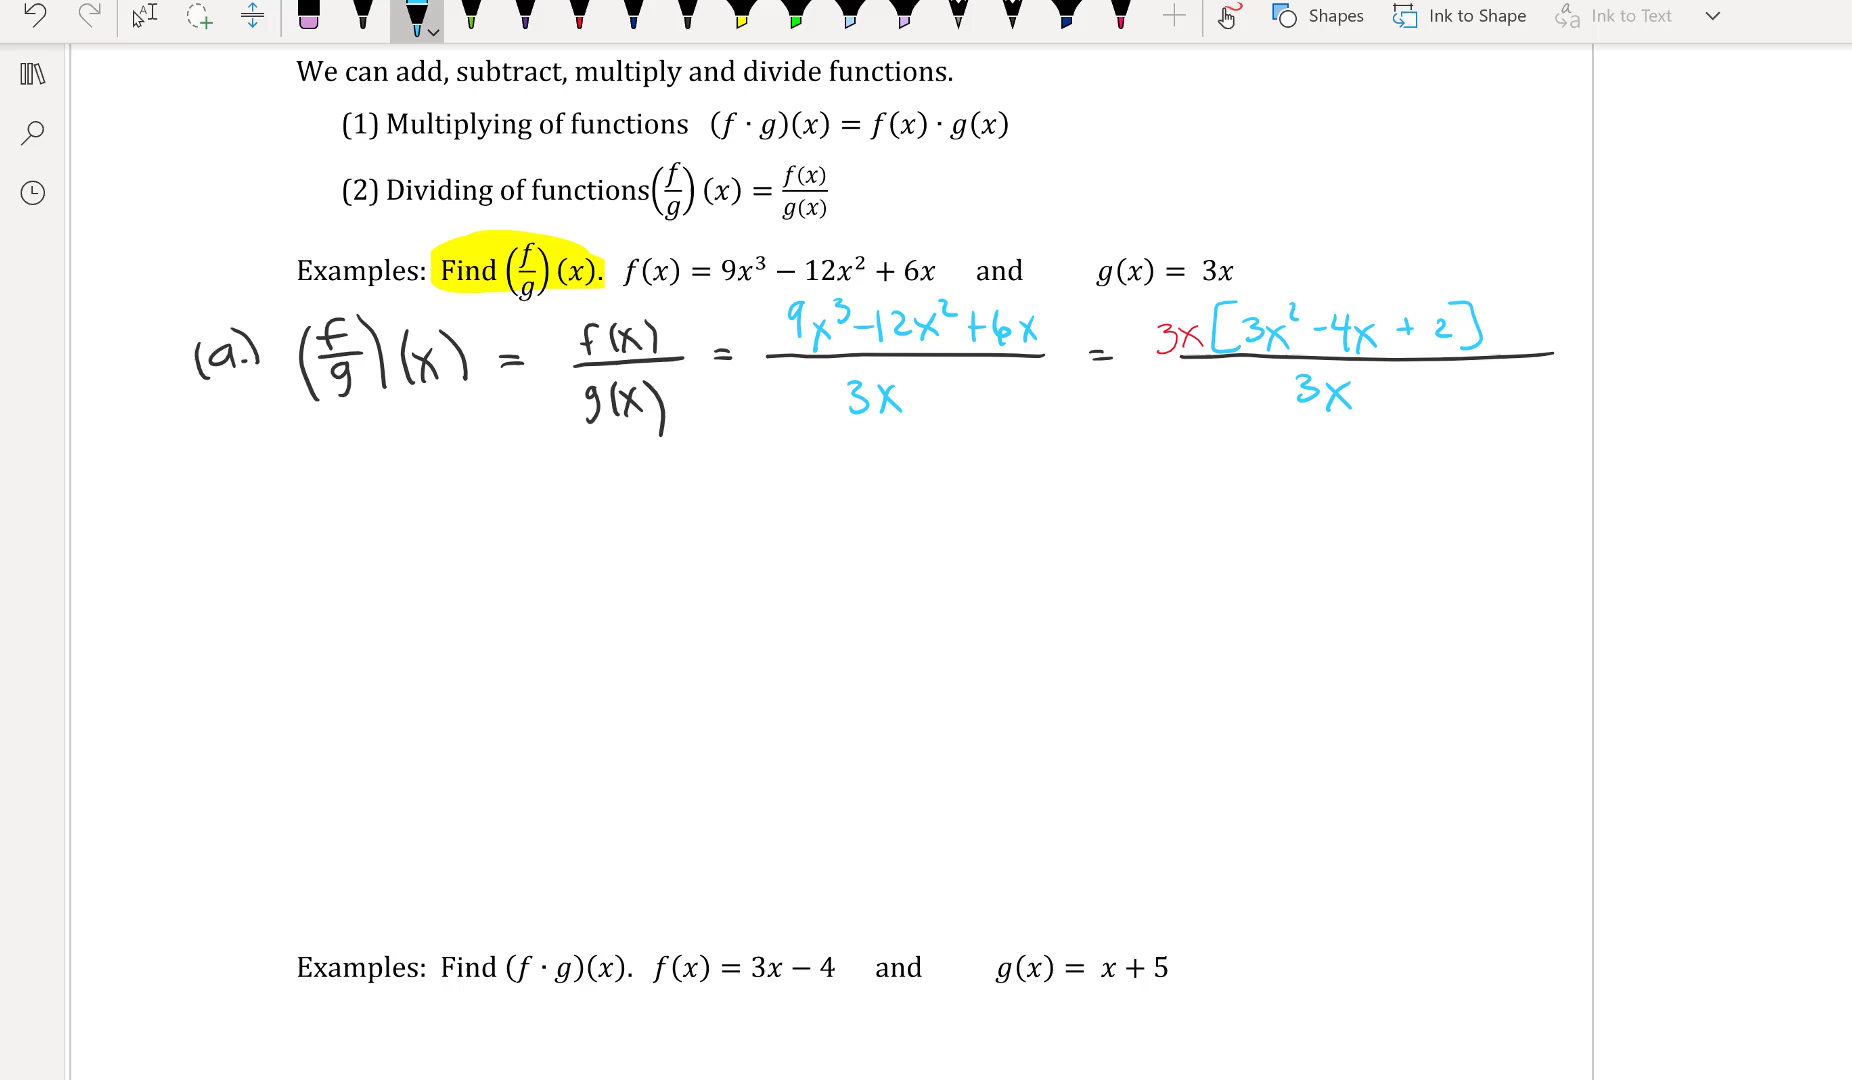 Shapes Ink to Shape Ink to Text
We can add, subtract, multiply and divide functions.
(1) Multiplying of functions (f · g)(x) = f(x) · g(x)
(2) Dividing of functions(f/g)(x) = f(x)/g(x)
Examples: Find (f/g)(x). f(x) = 9x³ − 12x² + 6x and g(x) = 3x
(a.) (f/g)(x) = f(x)/g(x) = 9x³-12x²+6x/3x = 3x[3x²-4x+2]/3x
Examples: Find (f · g)(x). f(x) = 3x − 4 and g(x) = x + 5